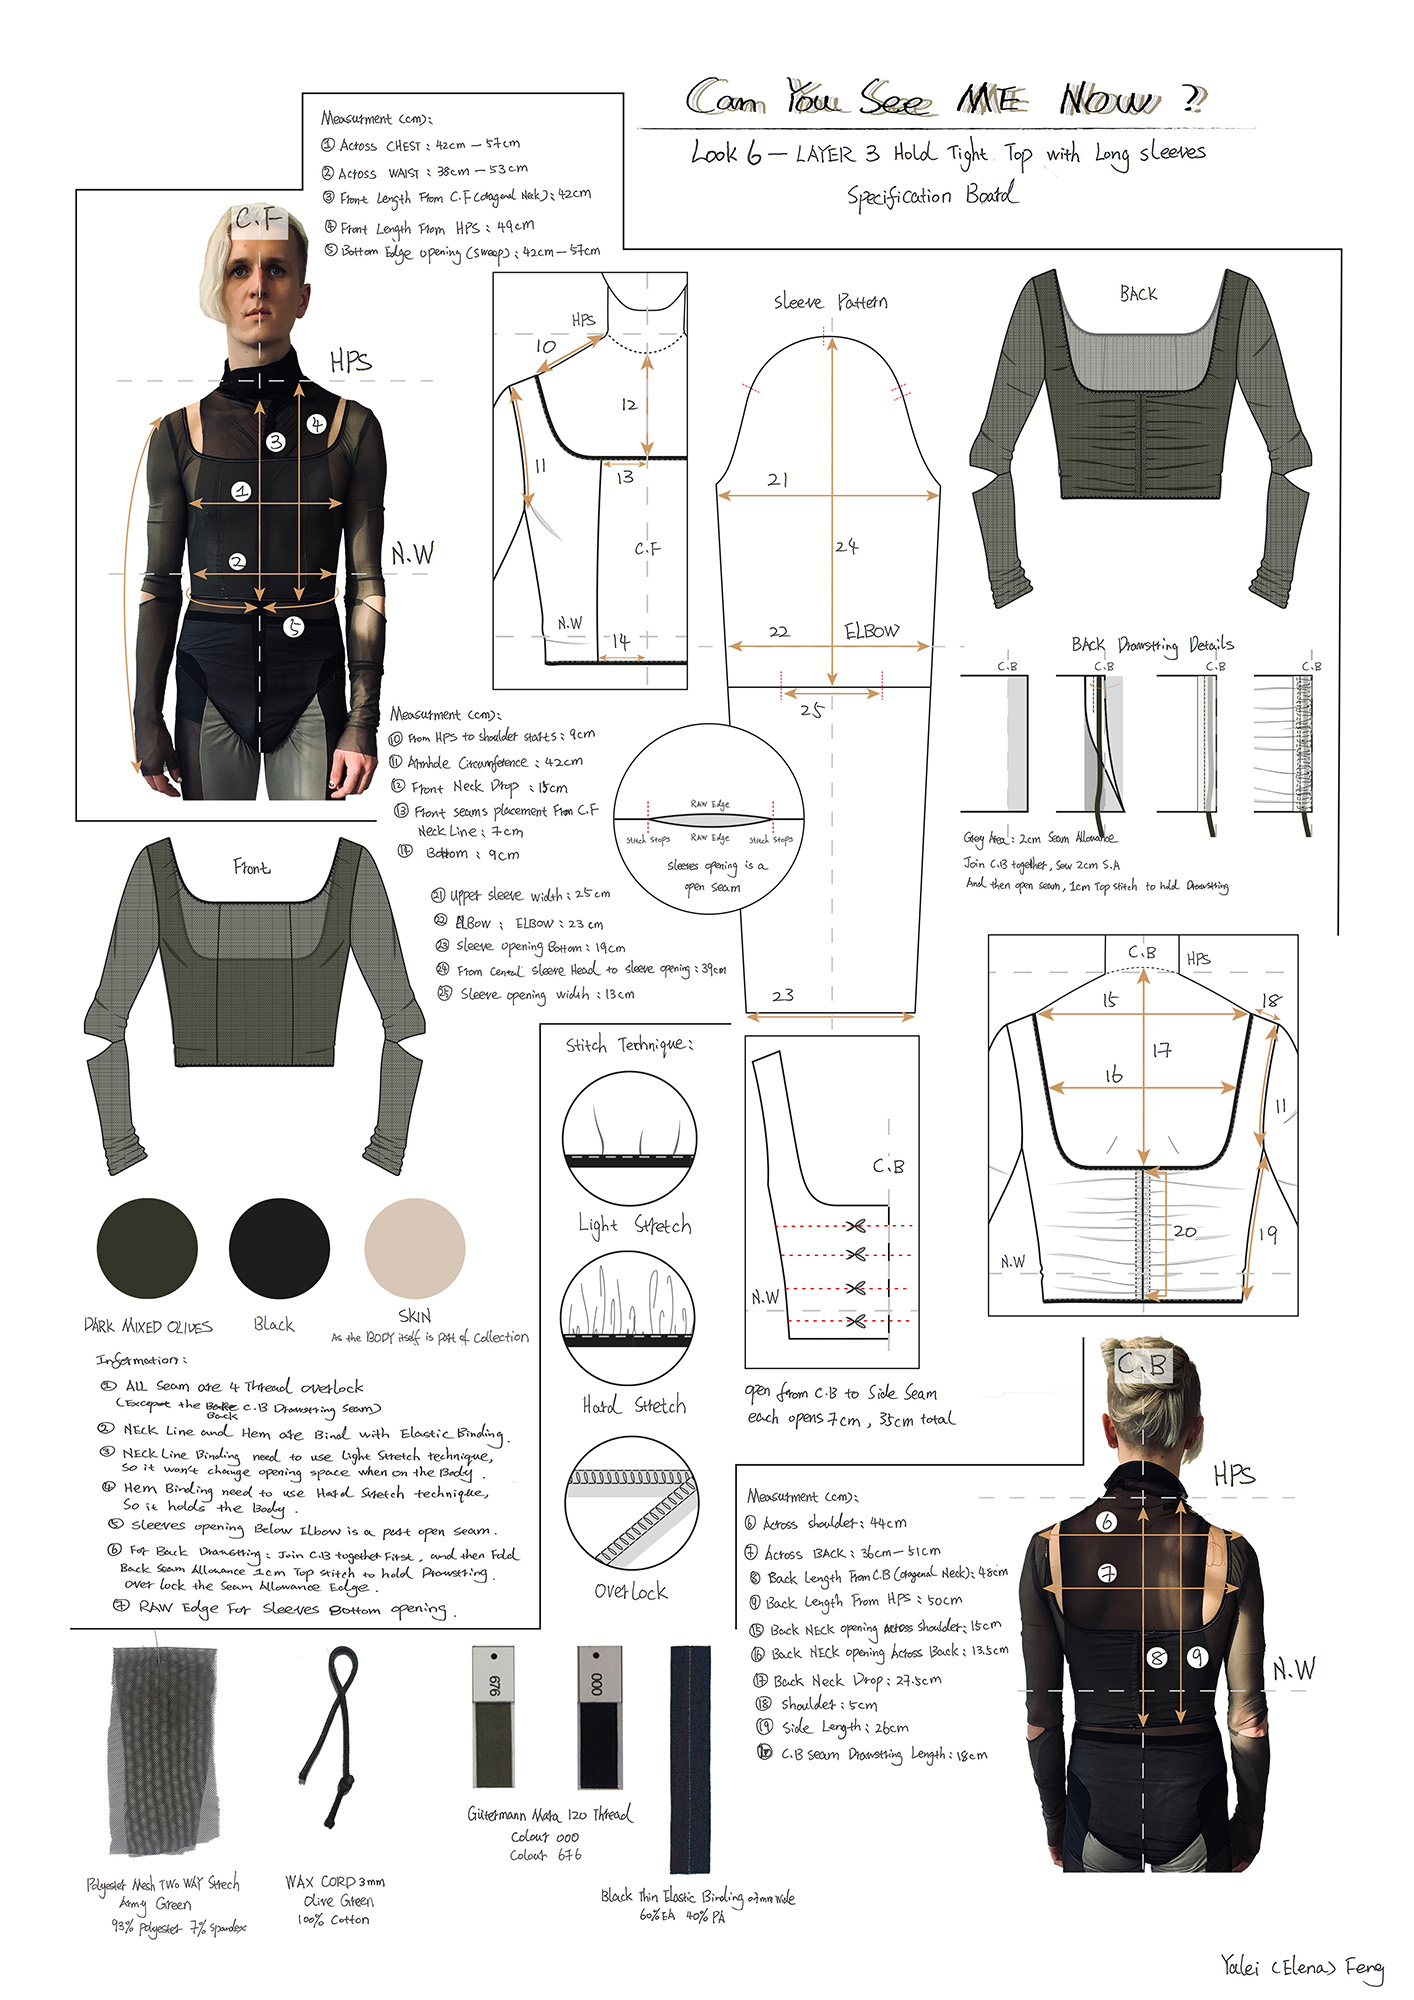 Can You See ME Now ?
Look 6 — LAYER 3 Hold Tight Top with Long sleeves
Specification Board
Measurment (cm):
① Across CHEST : 42cm — 57cm
② Across WAIST : 38cm — 53cm
③ Front Length From C.F (otagonal Neck) : 42cm
④ Front Length From HPS : 49cm
⑤ Bottom Edge opening (sweep) : 42cm — 57cm
C.F
HPS
N.W
1
2
3
4
5
HPS
10
11
12
13
C.F
N.W
14
Sleeve Pattern
21
24
22
ELBOW
25
23
RAW Edge
RAW Edge
stitch stops
stitch stops
sleeves opening is a
open seam
BACK
BACK Drawstring Details
C.B
C.B
C.B
C.B
Grey Area : 2cm Seam Allowance
Join C.B together, Sew 2cm S.A
And then open seam, 1cm Top stitch to hold Drawstring
Measurment (cm):
⑩ From HPS to shoulder starts : 9cm
⑪ Armhole Circumference : 42cm
⑫ Front Neck Drop : 15cm
⑬ Front seams placement From C.F
Neck Line : 7cm
⑭ Bottom : 9cm
㉑ Upper sleeve width : 25cm
㉒ ELBow : ELBOW : 23 cm
㉓ Sleeve opening Bottom : 19cm
㉔ From Central Sleeve Head to sleeve opening : 39cm
㉕ Sleeve opening width : 13cm
Front
DARK MIXED OLIVES
Black
SKIN
As the BODY itself is part of Collection
Information :
① ALL Seam are 4 Thread overlock
(Except the Back C.B Drawstring Seam)
② NECK Line and Hem are Bind with Elastic Binding.
③ NECK Line Binding need to use Light Stretch technique,
So it won't change opening space when on the Body .
④ Hem Binding need to use Hard Stretch technique,
So it holds the Body .
⑤ Sleeves opening Below Elbow is a part open seam .
⑥ For Back Drawstring : Join C.B together First , and then Fold
Back Seam Allowance 1cm Top stitch to hold Drawstring.
Over lock the Seam Allowance Edge .
⑦ RAW Edge For Sleeves Bottom opening .
Stitch Technique :
Light Stretch
Hard Stretch
Overlock
C.B
N.W
open from C.B to Side Seam
each opens 7cm , 35cm total
C.B
HPS
15
18
17
16
11
20
19
N.W
Measurment (cm):
⑥ Across shoulder : 44cm
⑦ Across BACK : 36cm — 51cm
⑧ Back Length From C.B (otagonal Neck) : 48cm
⑨ Back Length From HPS : 50cm
⑮ Back NECK opening Across Shoulder : 15cm
⑯ Back NECK opening Across Back : 13.5cm
⑰ Back Neck Drop : 27.5cm
⑱ Shoulder : 5cm
⑲ Side Length : 26cm
C.B Seam Drawstring Length : 18cm
C.B
HPS
N.W
6
7
8
9
676
000
Polyester Mesh TWO WAY Strech
Army Green
93% polyester 7% Spandex
WAX CORD 3mm
Olive Green
100% Cotton
Gütermann Mara 120 Thread
Colour 000
Colour 676
Black Thin Elastic Binding 07mm Wide
60% EA 40% PA
Yalei (Elena) Feng